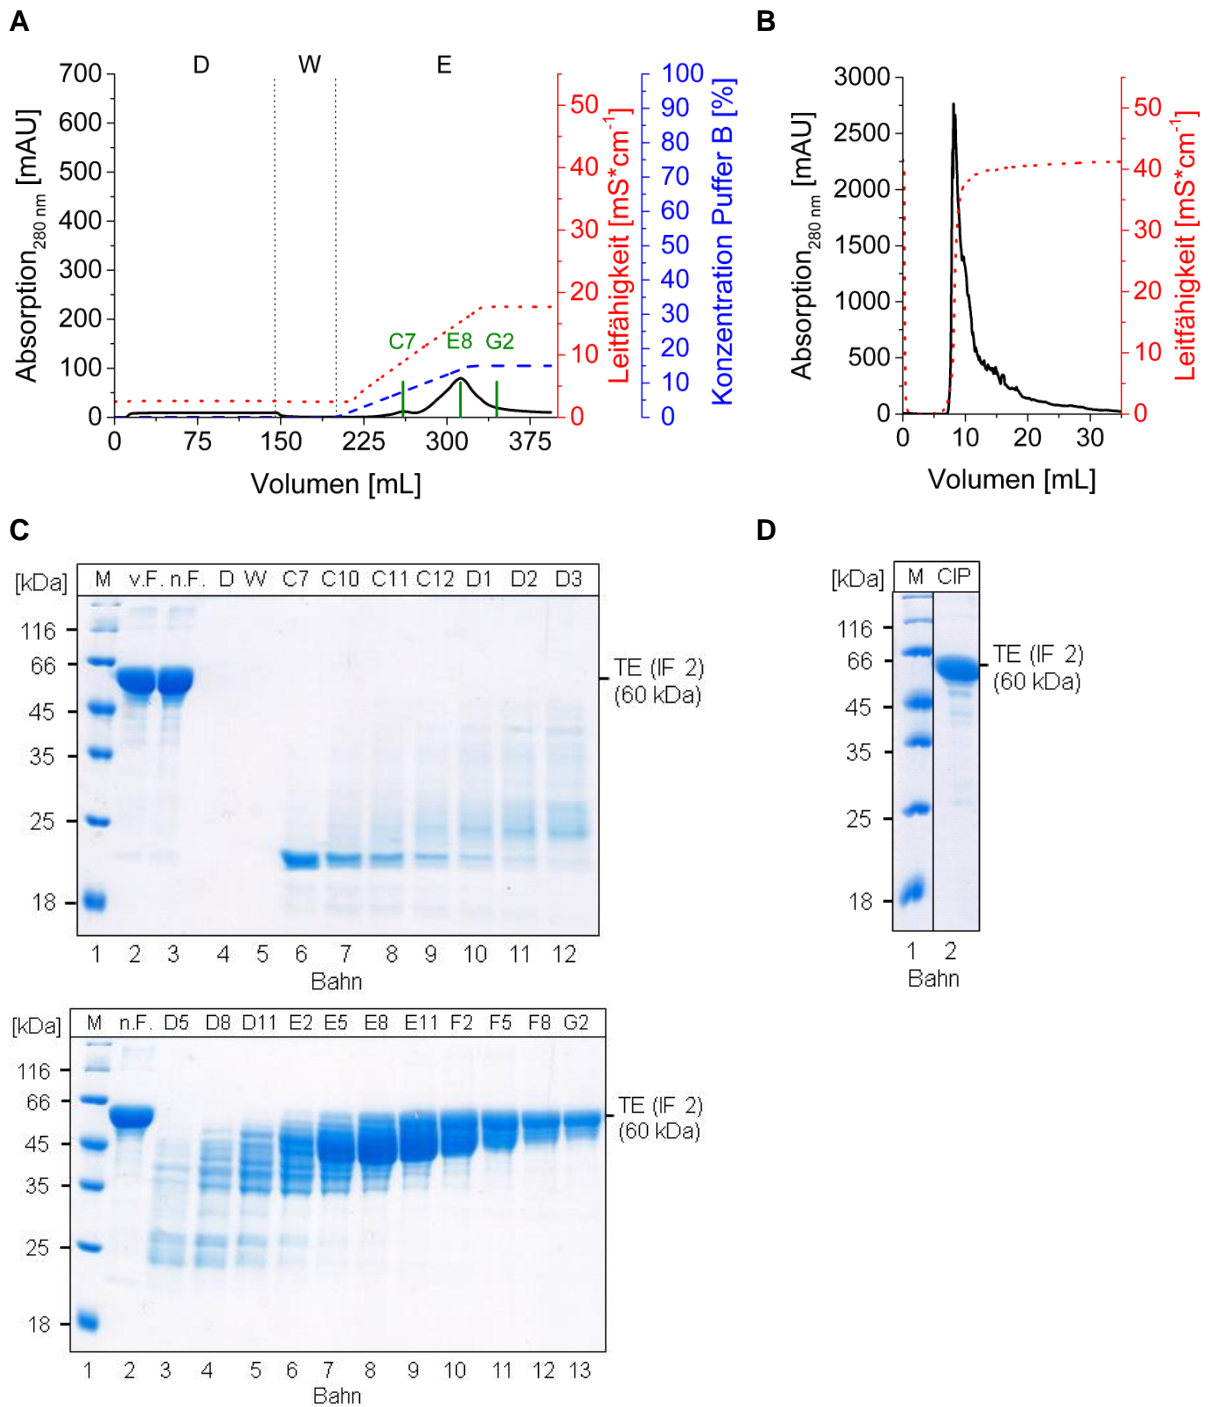 A
D W E
700
600
500
400
300
200
100
0
Absorption280 nm [mAU]
0 75 150 225 300 375
Volumen [mL]
C7 E8 G2
50
40
30
20
10
0
Leitfähigkeit [mS*cm-1]
100
90
80
70
60
50
40
30
20
10
0
Konzentration Puffer B [%]
B
3000
2500
2000
1500
1000
500
0
Absorption280 nm [mAU]
0 10 20 30
Volumen [mL]
50
40
30
20
10
0
Leitfähigkeit [mS*cm-1]
C
[kDa] M v.F. n.F. D W C7 C10 C11 C12 D1 D2 D3
116
66
45
35
25
18
TE (IF 2)
(60 kDa)
1 2 3 4 5 6 7 8 9 10 11 12
Bahn
D
[kDa] M CIP
116
66
45
35
25
18
TE (IF 2)
(60 kDa)
1 2
Bahn
[kDa] M n.F. D5 D8 D11 E2 E5 E8 E11 F2 F5 F8 G2
116
66
45
35
25
18
TE (IF 2)
(60 kDa)
1 2 3 4 5 6 7 8 9 10 11 12 13
Bahn